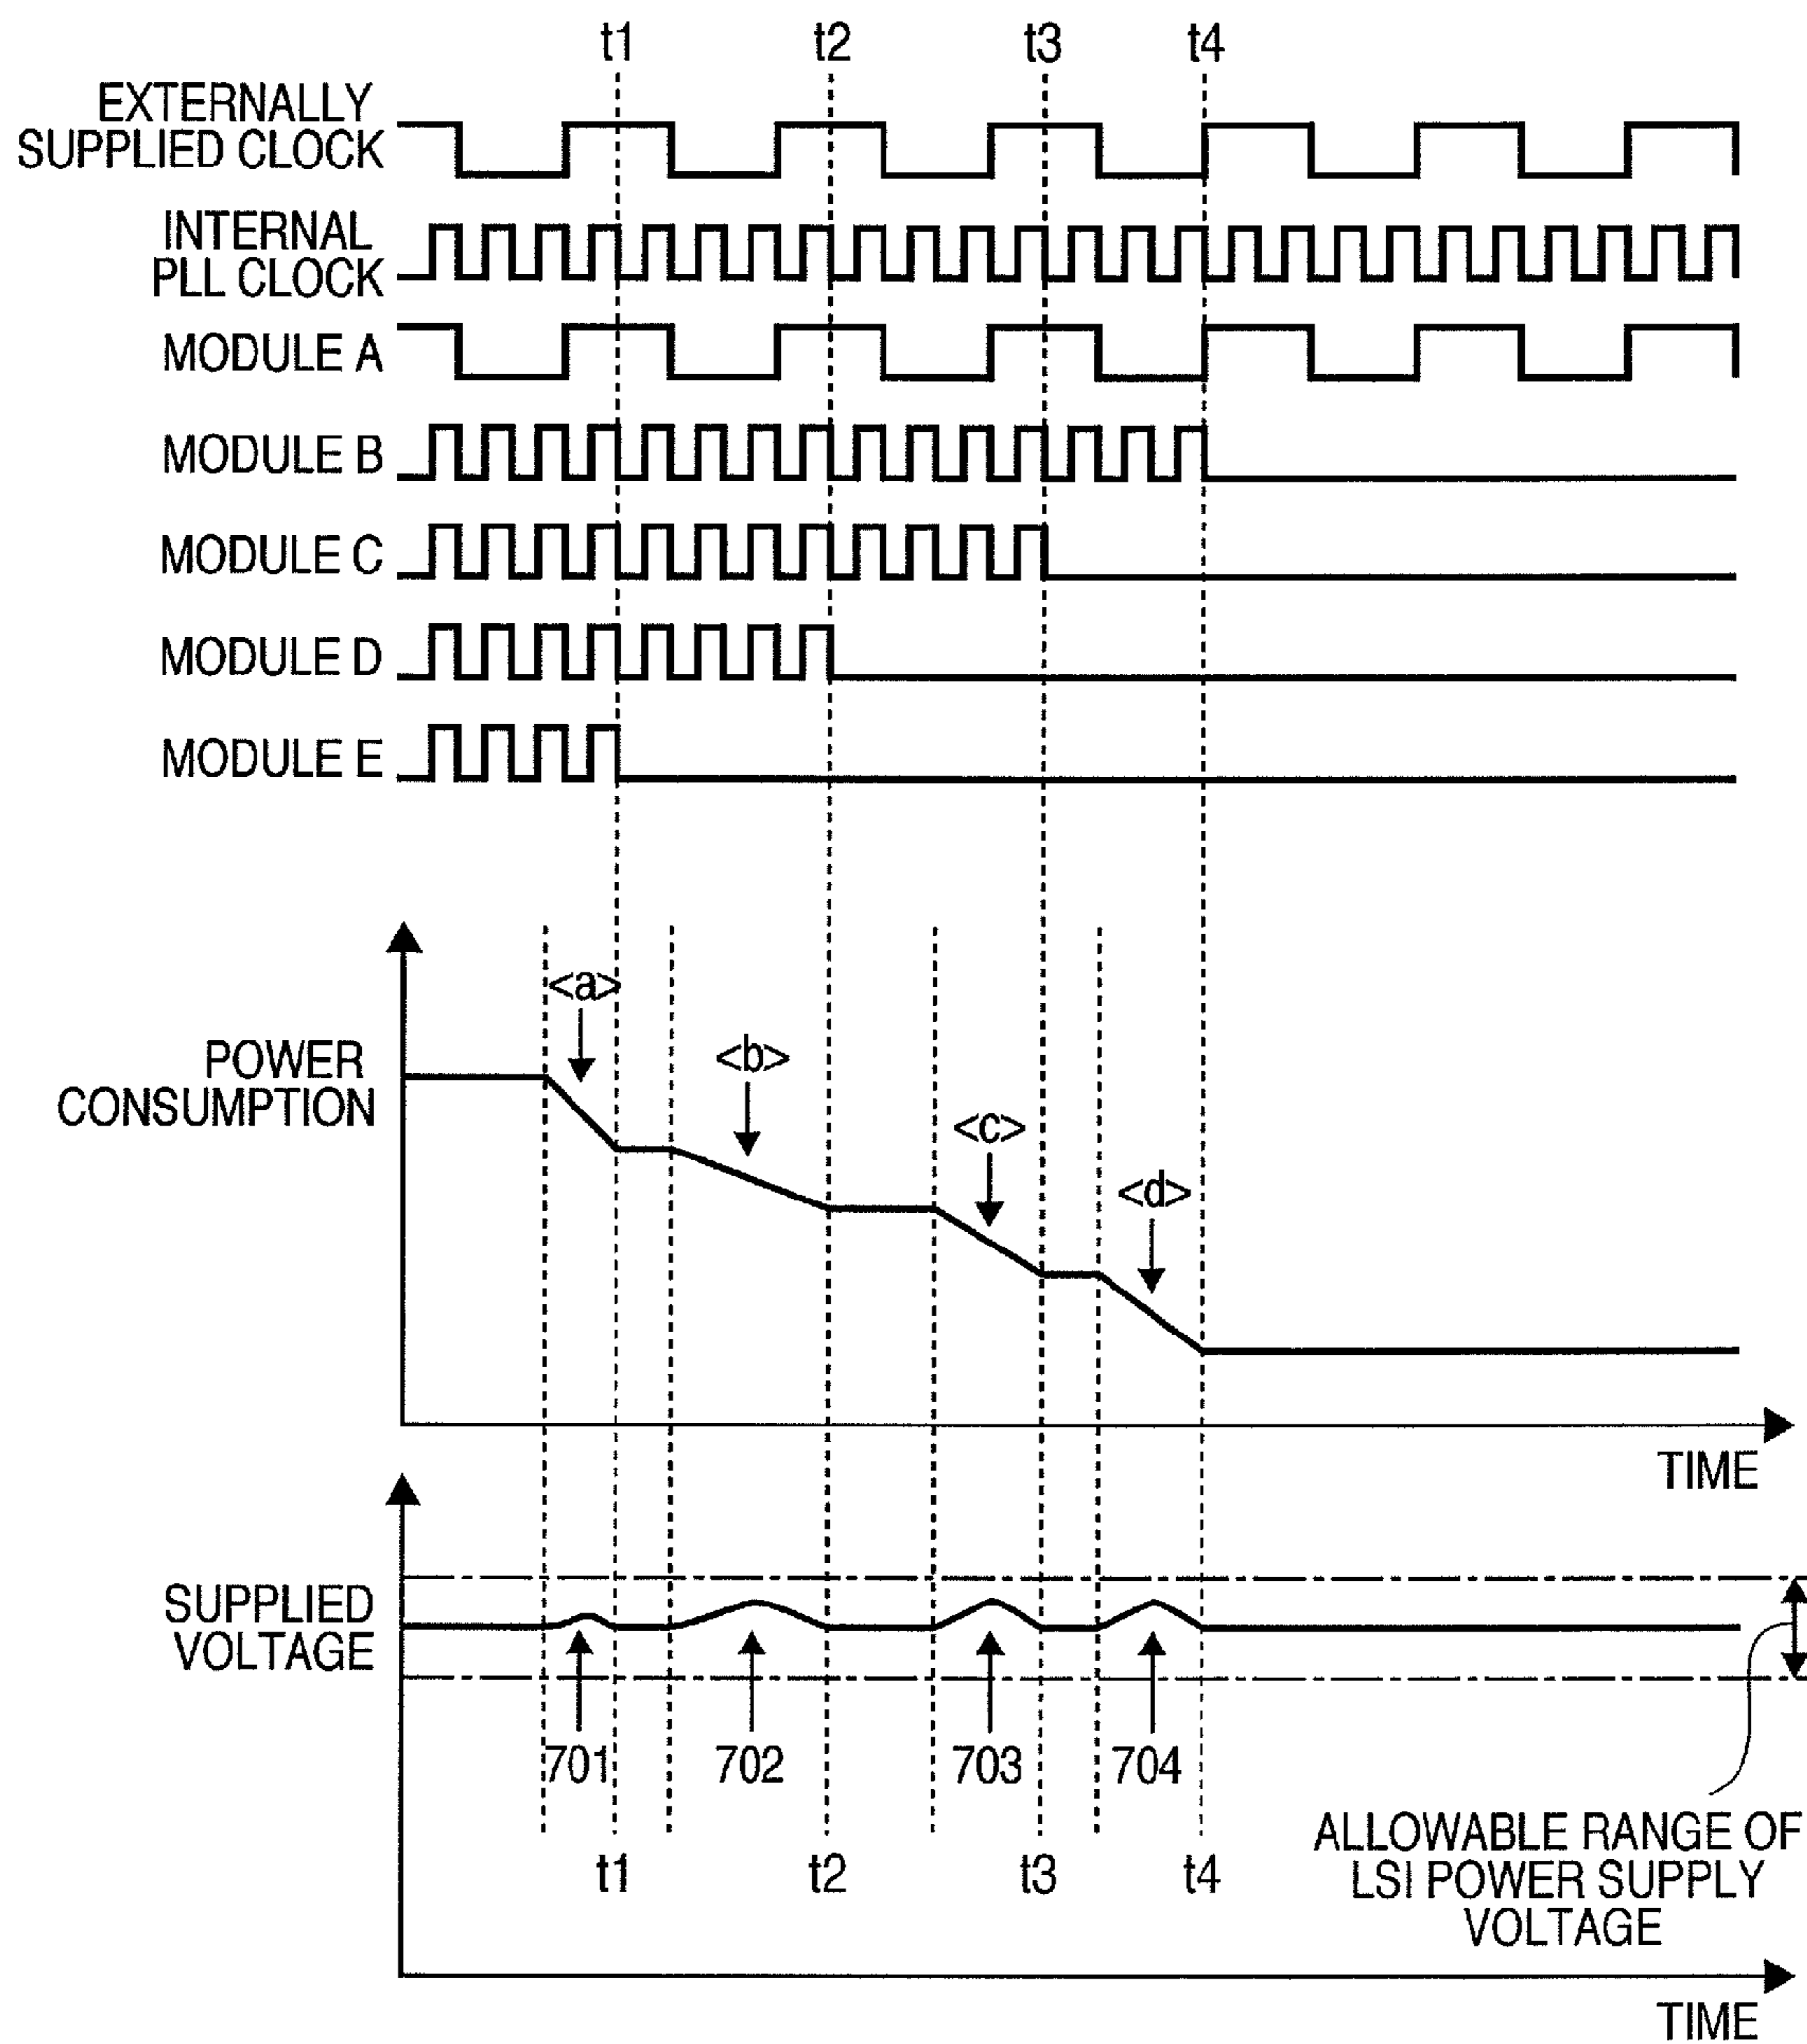 t1 t2 t3 t4
EXTERNALLY
SUPPLIED CLOCK
INTERNAL
PLL CLOCK
MODULE A
MODULE B
MODULE C
MODULE D
MODULE E
<a>
<b>
<c>
<d>
POWER
CONSUMPTION
TIME
SUPPLIED
VOLTAGE
701 702 703 704
t1 t2 t3 t4
ALLOWABLE RANGE OF
LSI POWER SUPPLY
VOLTAGE
TIME